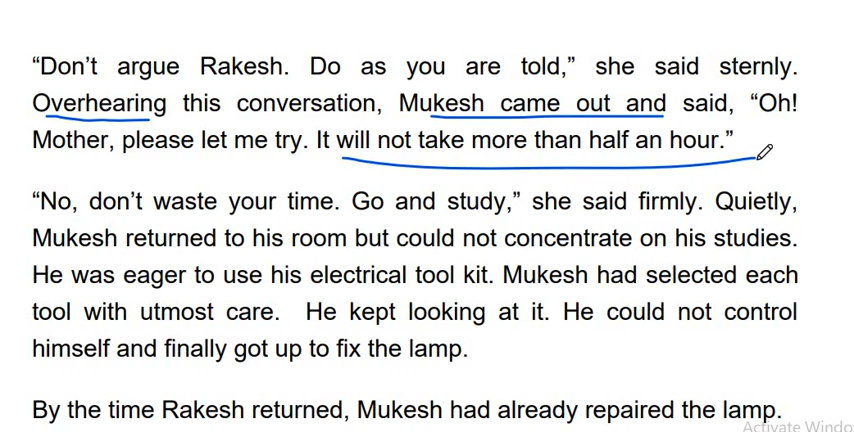 “Don’t argue Rakesh. Do as you are told,” she said sternly.
Overhearing this conversation, Mukesh came out and said, “Oh!
Mother, please let me try. It will not take more than half an hour.”
“No, don’t waste your time. Go and study,” she said firmly. Quietly,
Mukesh returned to his room but could not concentrate on his studies.
He was eager to use his electrical tool kit. Mukesh had selected each
tool with utmost care. He kept looking at it. He could not control
himself and finally got up to fix the lamp.
By the time Rakesh returned, Mukesh had already repaired the lamp.
Activate Windo